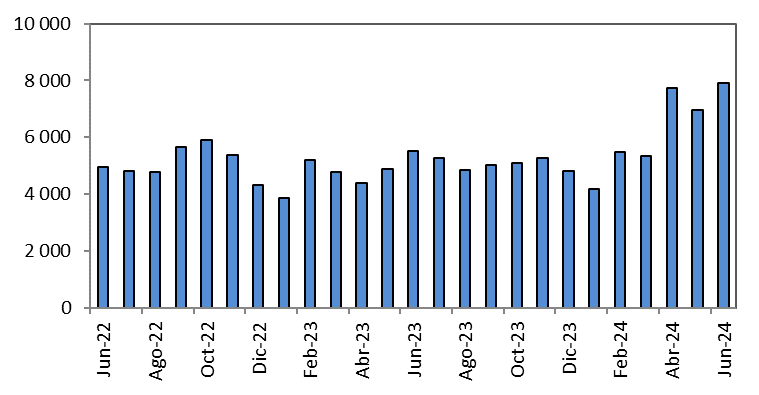 10 000
8 000
6 000
4 000
2 000
0
Jun-22
Ago-22
Oct-22
Dic-22
Feb-23
Abr-23
Jun-23
Ago-23
Oct-23
Dic-23
Feb-24
Abr-24
Jun-24